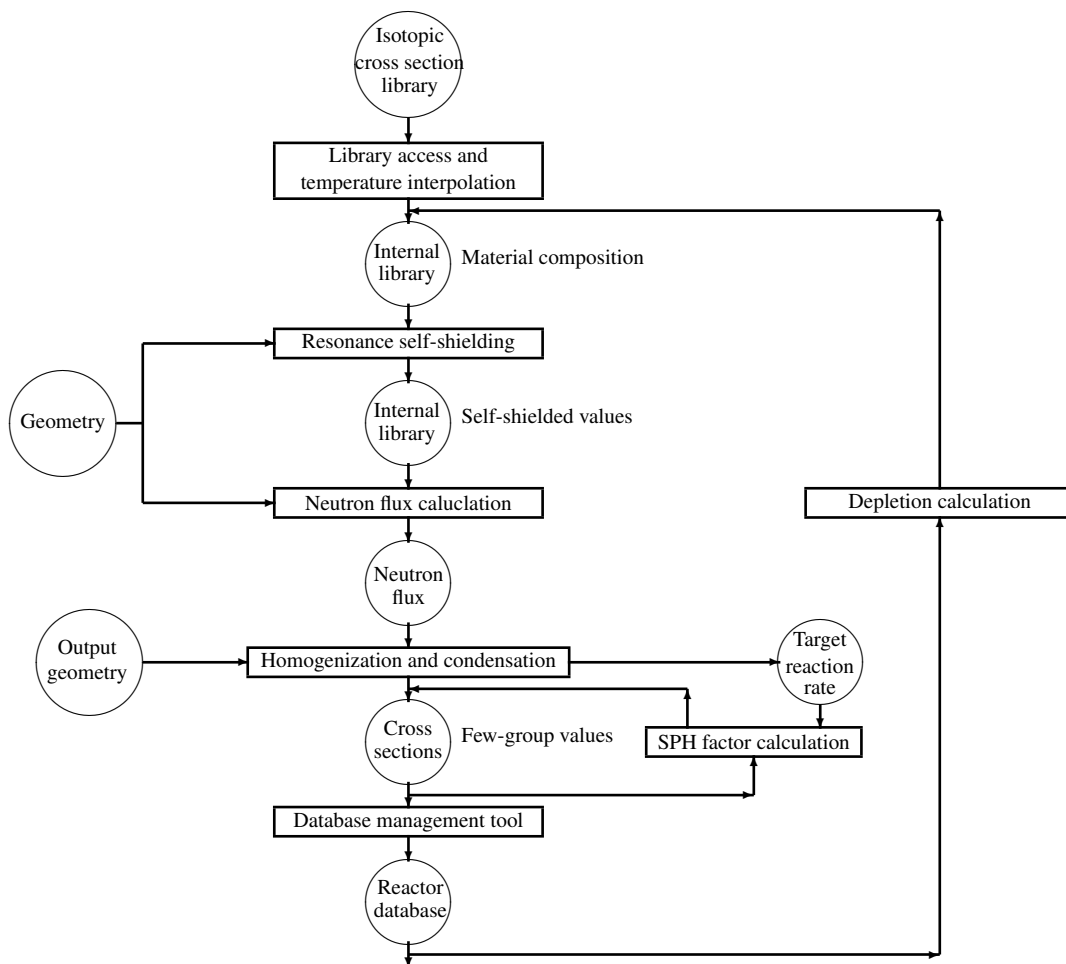 Isotopic
cross section
library
Library access and
temperature interpolation
Internal
library
Material composition
Resonance self-shielding
Geometry
Internal
library
Self-shielded values
Neutron flux caluclation
Depletion calculation
Neutron
flux
Output
geometry
Homogenization and condensation
Target
reaction
rate
Cross
sections
Few-group values
SPH factor calculation
Database management tool
Reactor
database